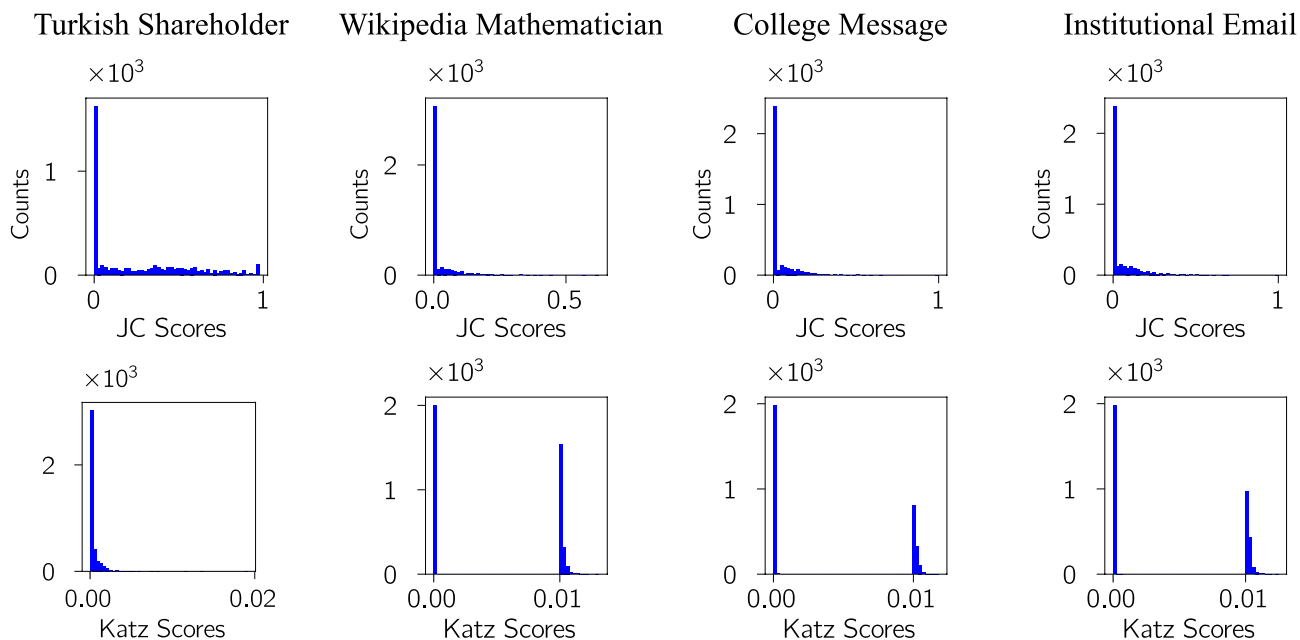 Turkish Shareholder
Wikipedia Mathematician
College Message
Institutional Email
×10³
1
0
Counts
0 1
JC Scores
×10³
2
0
Counts
0.0 0.5
JC Scores
×10³
2
1
0
Counts
0 1
JC Scores
×10³
2
1
0
Counts
0 1
JC Scores
×10³
2
0
0.00 0.02
Katz Scores
×10³
2
1
0
0.00 0.01
Katz Scores
×10³
2
1
0
0.00 0.01
Katz Scores
×10³
2
1
0
0.00 0.01
Katz Scores